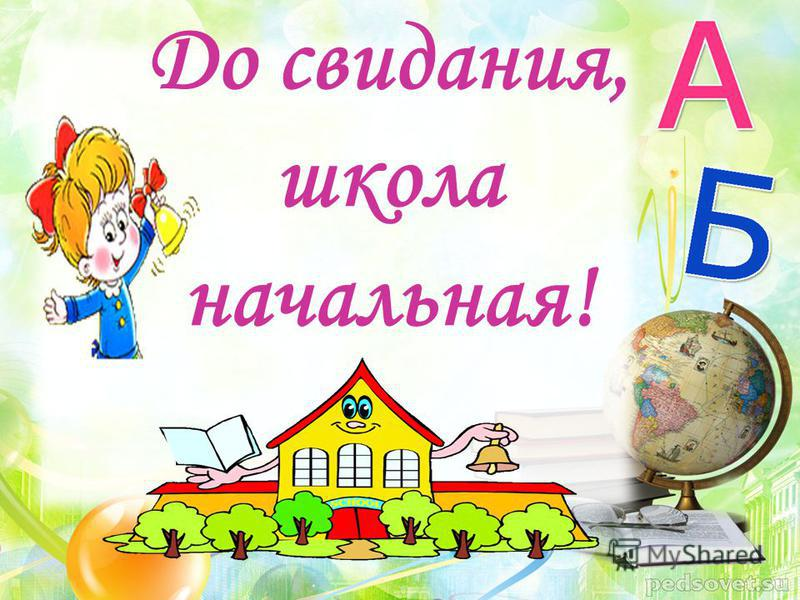 До свидания,
школа
начальная!
А
Б
MyShared
pedsovet.su